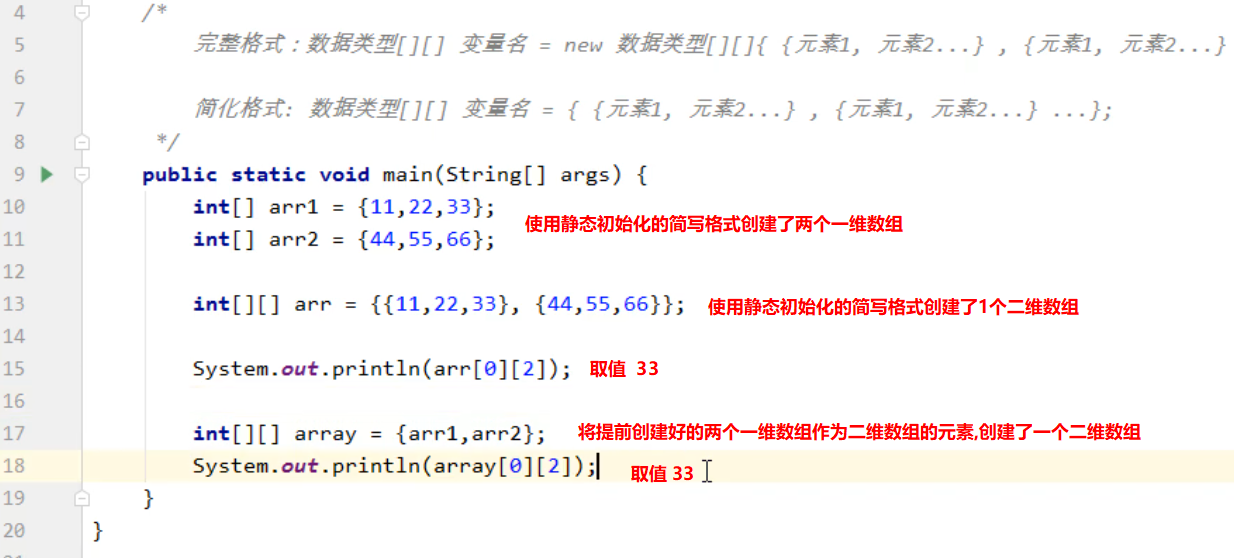 4 /*
5 完整格式：数据类型[][] 变量名 = new 数据类型[][]{ {元素1, 元素2...} , {元素1, 元素2...}
6
7 简化格式: 数据类型[][] 变量名 = { {元素1, 元素2...} , {元素1, 元素2...} ...};
8 */
9 public static void main(String[] args) {
10 int[] arr1 = {11,22,33};
使用静态初始化的简写格式创建了两个一维数组
11 int[] arr2 = {44,55,66};
12
13 int[][] arr = {{11,22,33}, {44,55,66}}; 使用静态初始化的简写格式创建了1个二维数组
14
15 System.out.println(arr[0][2]); 取值 33
16
17 int[][] array = {arr1,arr2}; 将提前创建好的两个一维数组作为二维数组的元素,创建了一个二维数组
18 System.out.println(array[0][2]); 取值 33
19 }
20 }